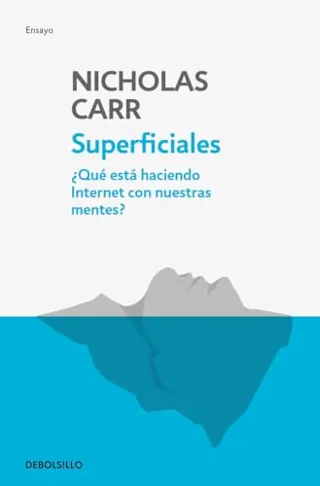 Ensayo
NICHOLAS
CARR
Superficiales
¿Qué está haciendo
Internet con nuestras
mentes?
DEBOLSILLO